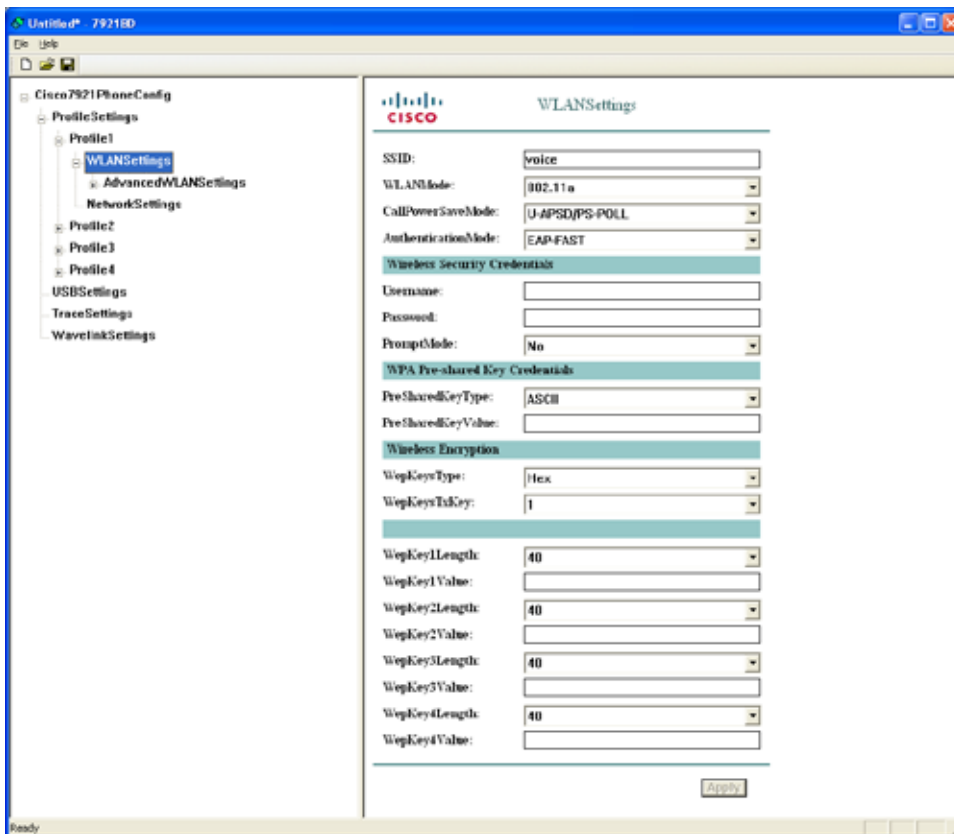 Untitled* - 7921BD
File Help
Cisco7921PhoneConfig
ProfileSettings
Profile1
WLANSettings
AdvancedWLANSettings
NetworkSettings
Profile2
Profile3
Profile4
USBSettings
TraceSettings
WavelinkSettings
CISCO
WLANSettings
SSID: voice
WLANMode: 802.11a
CallPowerSaveMode: U-APSD/PS-POLL
AuthenticationMode: EAP-FAST
Wireless Security Credentials
Username:
Password:
PromptMode: No
WPA Pre-shared Key Credentials
PreSharedKeyType: ASCII
PreSharedKeyValue:
Wireless Encryption
WepKeysType: Hex
WepKeysTxKey: 1
WepKey1Length: 40
WepKey1Value:
WepKey2Length: 40
WepKey2Value:
WepKey3Length: 40
WepKey3Value:
WepKey4Length: 40
WepKey4Value:
Apply
Ready